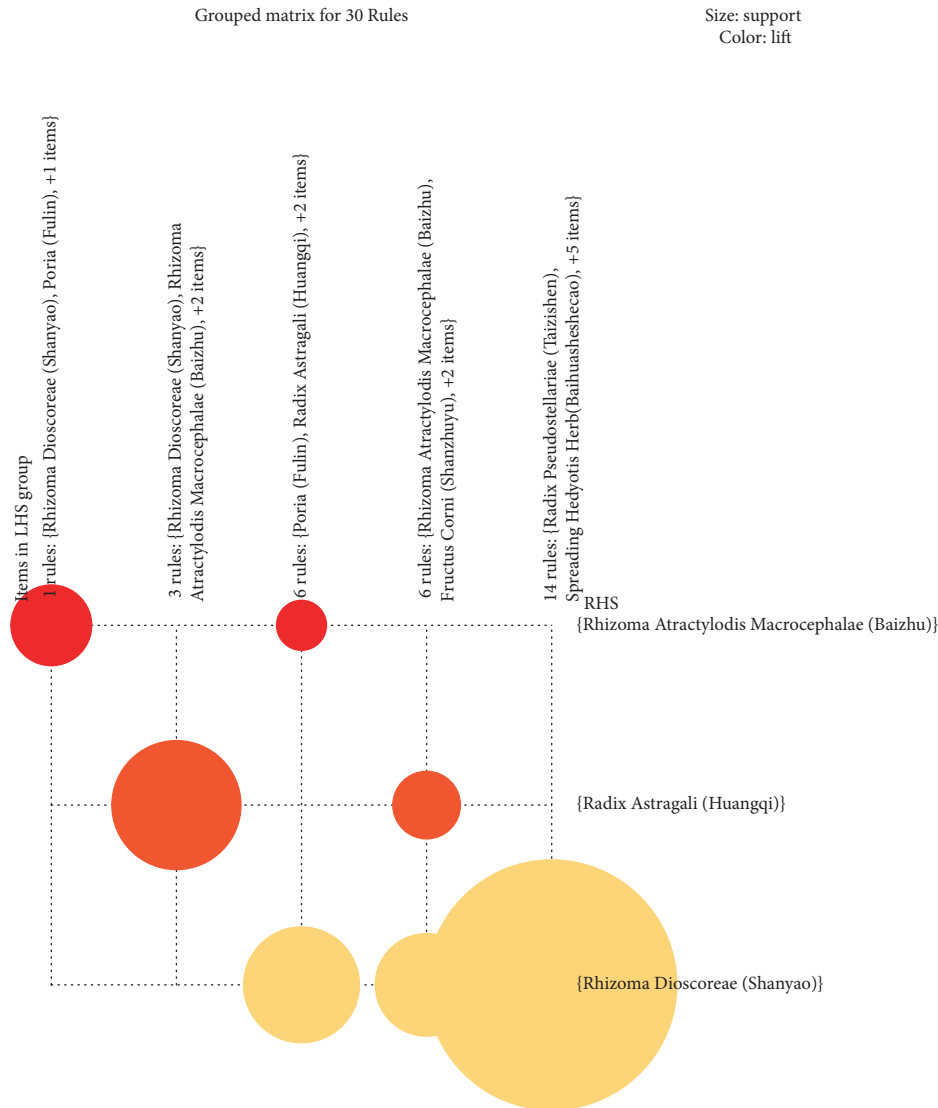 Grouped matrix for 30 Rules
Size: support
Color: lift
Items in LHS group
1 rules: {Rhizoma Dioscoreae (Shanyao), Poria (Fulin), +1 items}
3 rules: {Rhizoma Dioscoreae (Shanyao), Rhizoma
Atractylodis Macrocephalae (Baizhu), +2 items}
6 rules: {Poria (Fulin), Radix Astragali (Huangqi), +2 items}
6 rules: {Rhizoma Atractylodis Macrocephalae (Baizhu),
Fructus Corni (Shanzhuyu), +2 items}
14 rules: {Radix Pseudostellariae (Taizishen),
Spreading Hedyotis Herb(Baihuasheshecao), +5 items}
RHS
{Rhizoma Atractylodis Macrocephalae (Baizhu)}
{Radix Astragali (Huangqi)}
{Rhizoma Dioscoreae (Shanyao)}